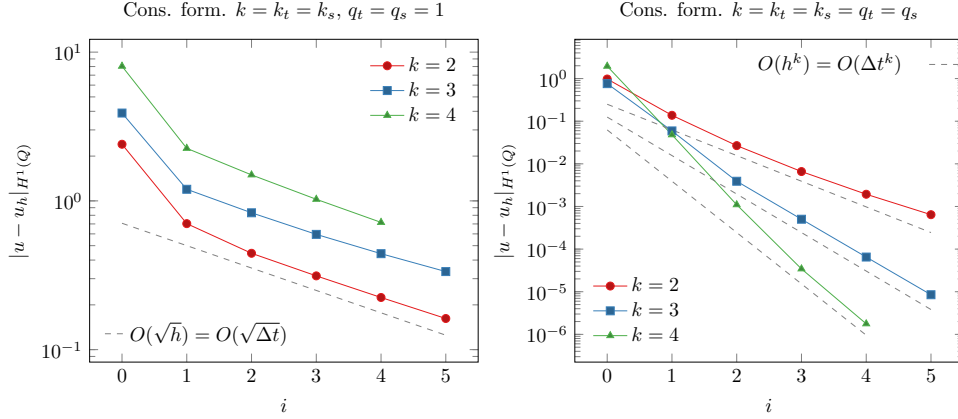 Cons. form. k = k_t = k_s, q_t = q_s = 1
10^1
10^0
10^{-1}
|u − u_h|_{H^1(Q)}
k = 2
k = 3
k = 4
O(√h) = O(√Δt)
0 1 2 3 4 5
i
Cons. form. k = k_t = k_s = q_t = q_s
10^0
10^{-1}
10^{-2}
10^{-3}
10^{-4}
10^{-5}
10^{-6}
|u − u_h|_{H^1(Q)}
O(h^k) = O(Δt^k)
k = 2
k = 3
k = 4
0 1 2 3 4 5
i